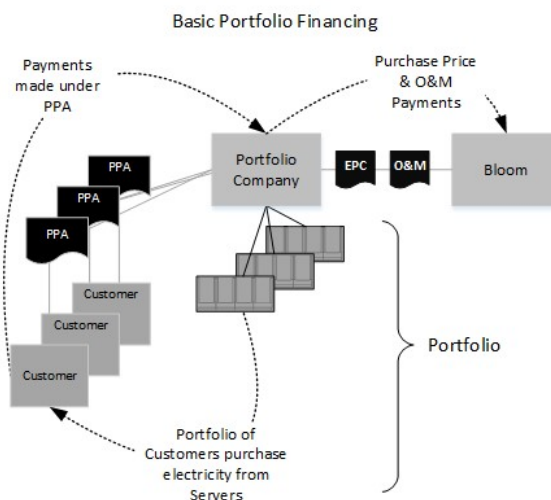 Basic Portfolio Financing
Payments
made under
PPA
Purchase Price
& O&M
Payments
PPA
PPA
PPA
Portfolio
Company
EPC
O&M
Bloom
Customer
Customer
Customer
Portfolio
Portfolio of
Customers purchase
electricity from
Servers